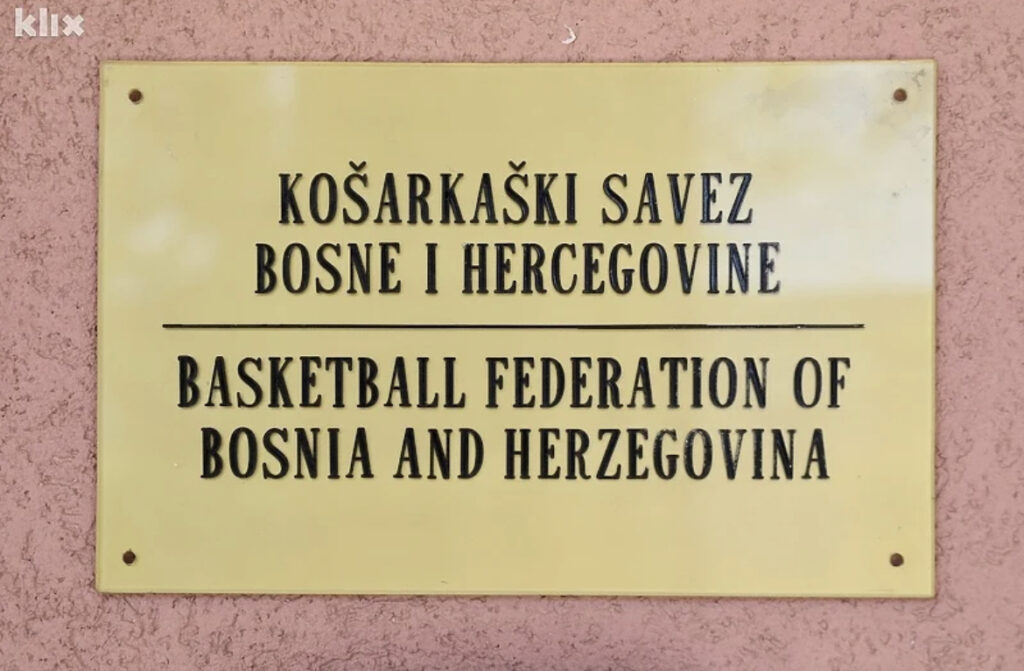 klix
KOŠARKAŠKI SAVEZ
BOSNE I HERCEGOVINE
BASKETBALL FEDERATION OF
BOSNIA AND HERZEGOVINA